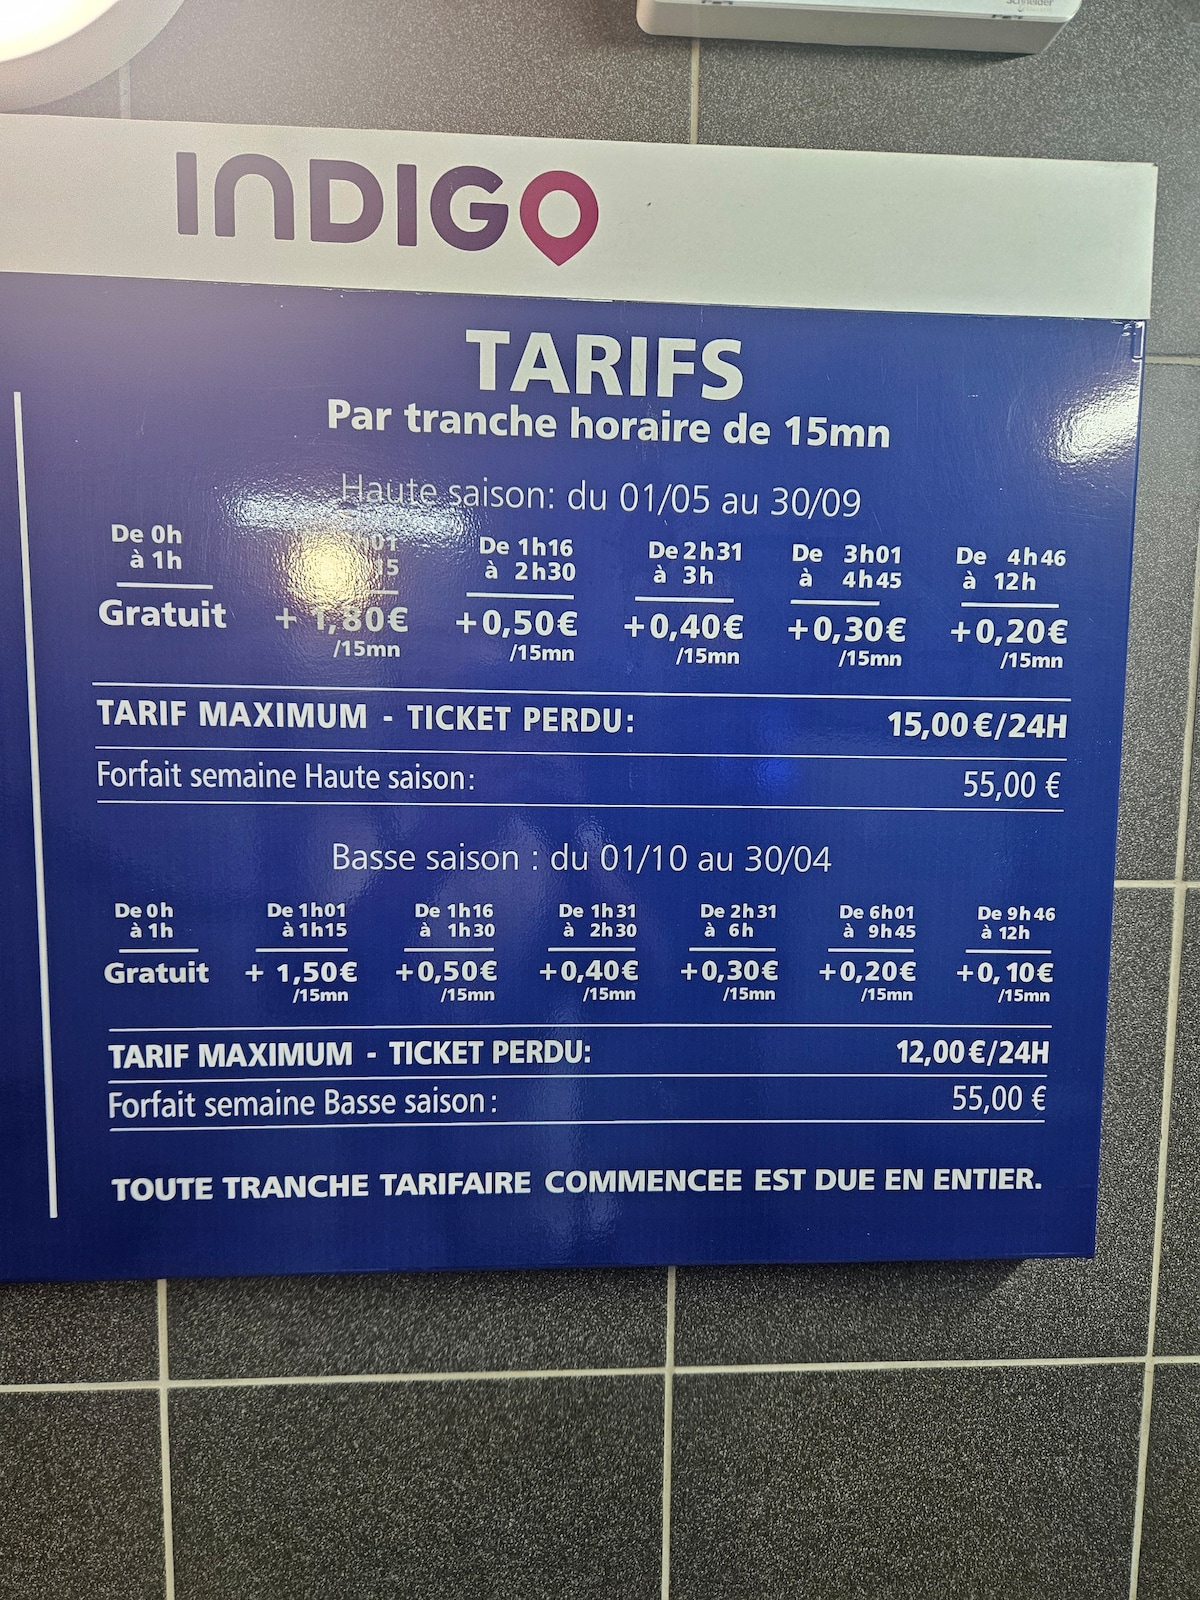 Schneider
INDIGO
TARIFS
Par tranche horaire de 15mn
Haute saison: du 01/05 au 30/09
De 0h
à 1h
Gratuit
h01
15
+ 1,80€
/15mn
De 1h16
à 2h30
+0,50€
/15mn
De 2h31
à 3h
+0,40€
/15mn
De 3h01
à 4h45
+0,30€
/15mn
De 4h46
à 12h
+0,20€
/15mn
TARIF MAXIMUM - TICKET PERDU: 15,00€/24H
Forfait semaine Haute saison: 55,00 €
Basse saison : du 01/10 au 30/04
De 0h
à 1h
Gratuit
De 1h01
à 1h15
+ 1,50€
/15mn
De 1h16
à 1h30
+0,50€
/15mn
De 1h31
à 2h30
+0,40€
/15mn
De 2h31
à 6h
+0,30€
/15mn
De 6h01
à 9h45
+0,20€
/15mn
De 9h46
à 12h
+0,10€
/15mn
TARIF MAXIMUM - TICKET PERDU: 12,00€/24H
Forfait semaine Basse saison : 55,00 €
TOUTE TRANCHE TARIFAIRE COMMENCEE EST DUE EN ENTIER.